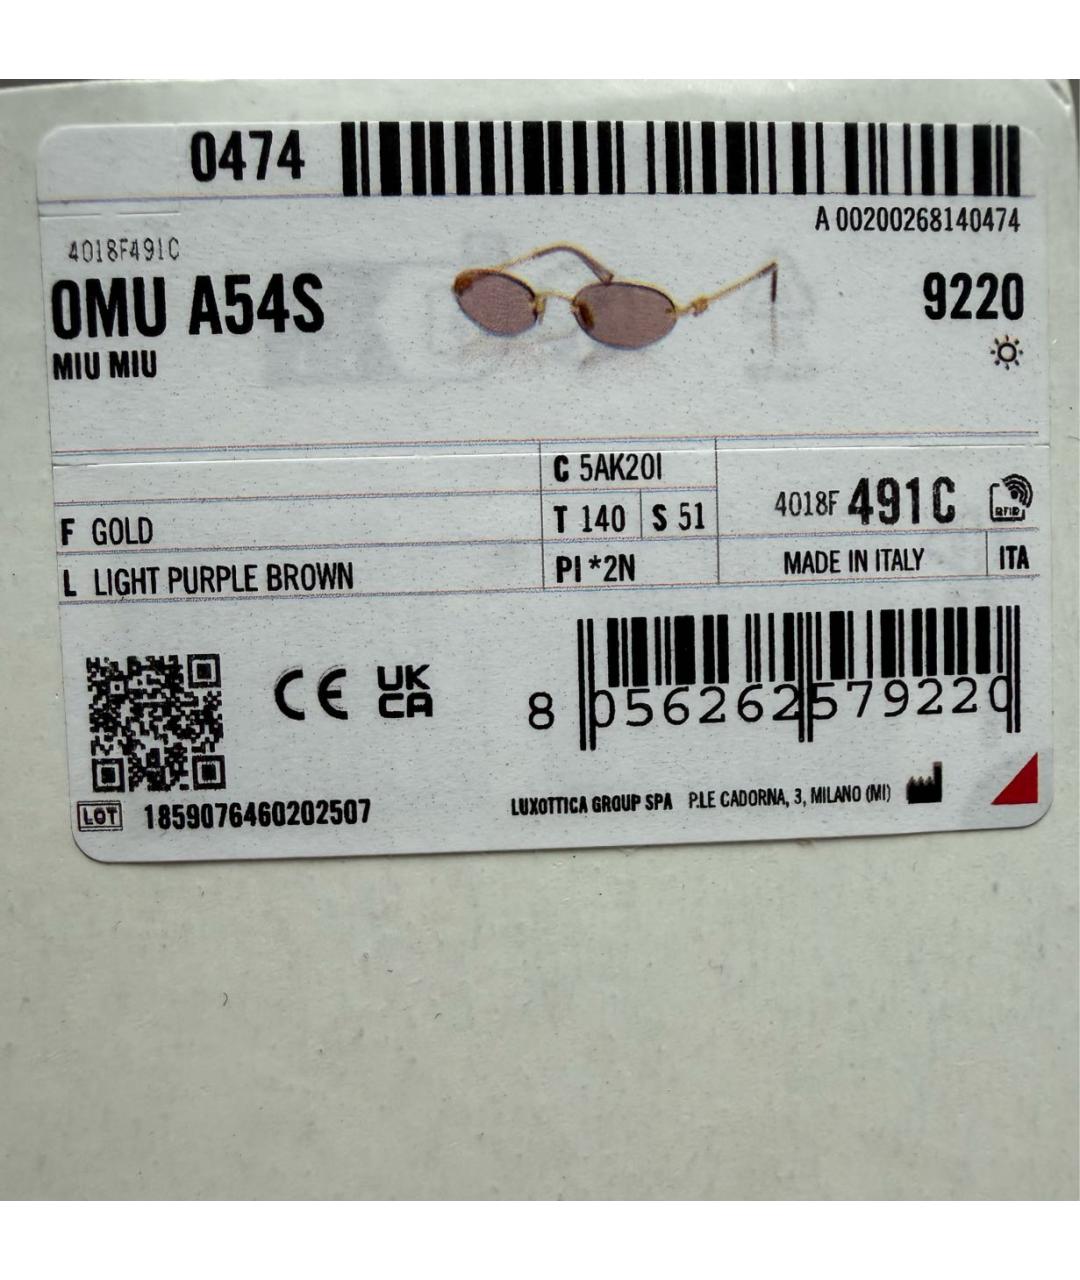 0474
A 00200268140474
4018F491C
0MU A54S
9220
MIU MIU
C 5AK20I
4018F 491C
RFID
F GOLD
T 140 S 51
L LIGHT PURPLE BROWN
PI *2N
MADE IN ITALY
ITA
CE
UK
CA
8 056262 579220
LOT 1859076460202507
LUXOTTICA GROUP SPA P.LE CADORNA, 3, MILANO (MI)